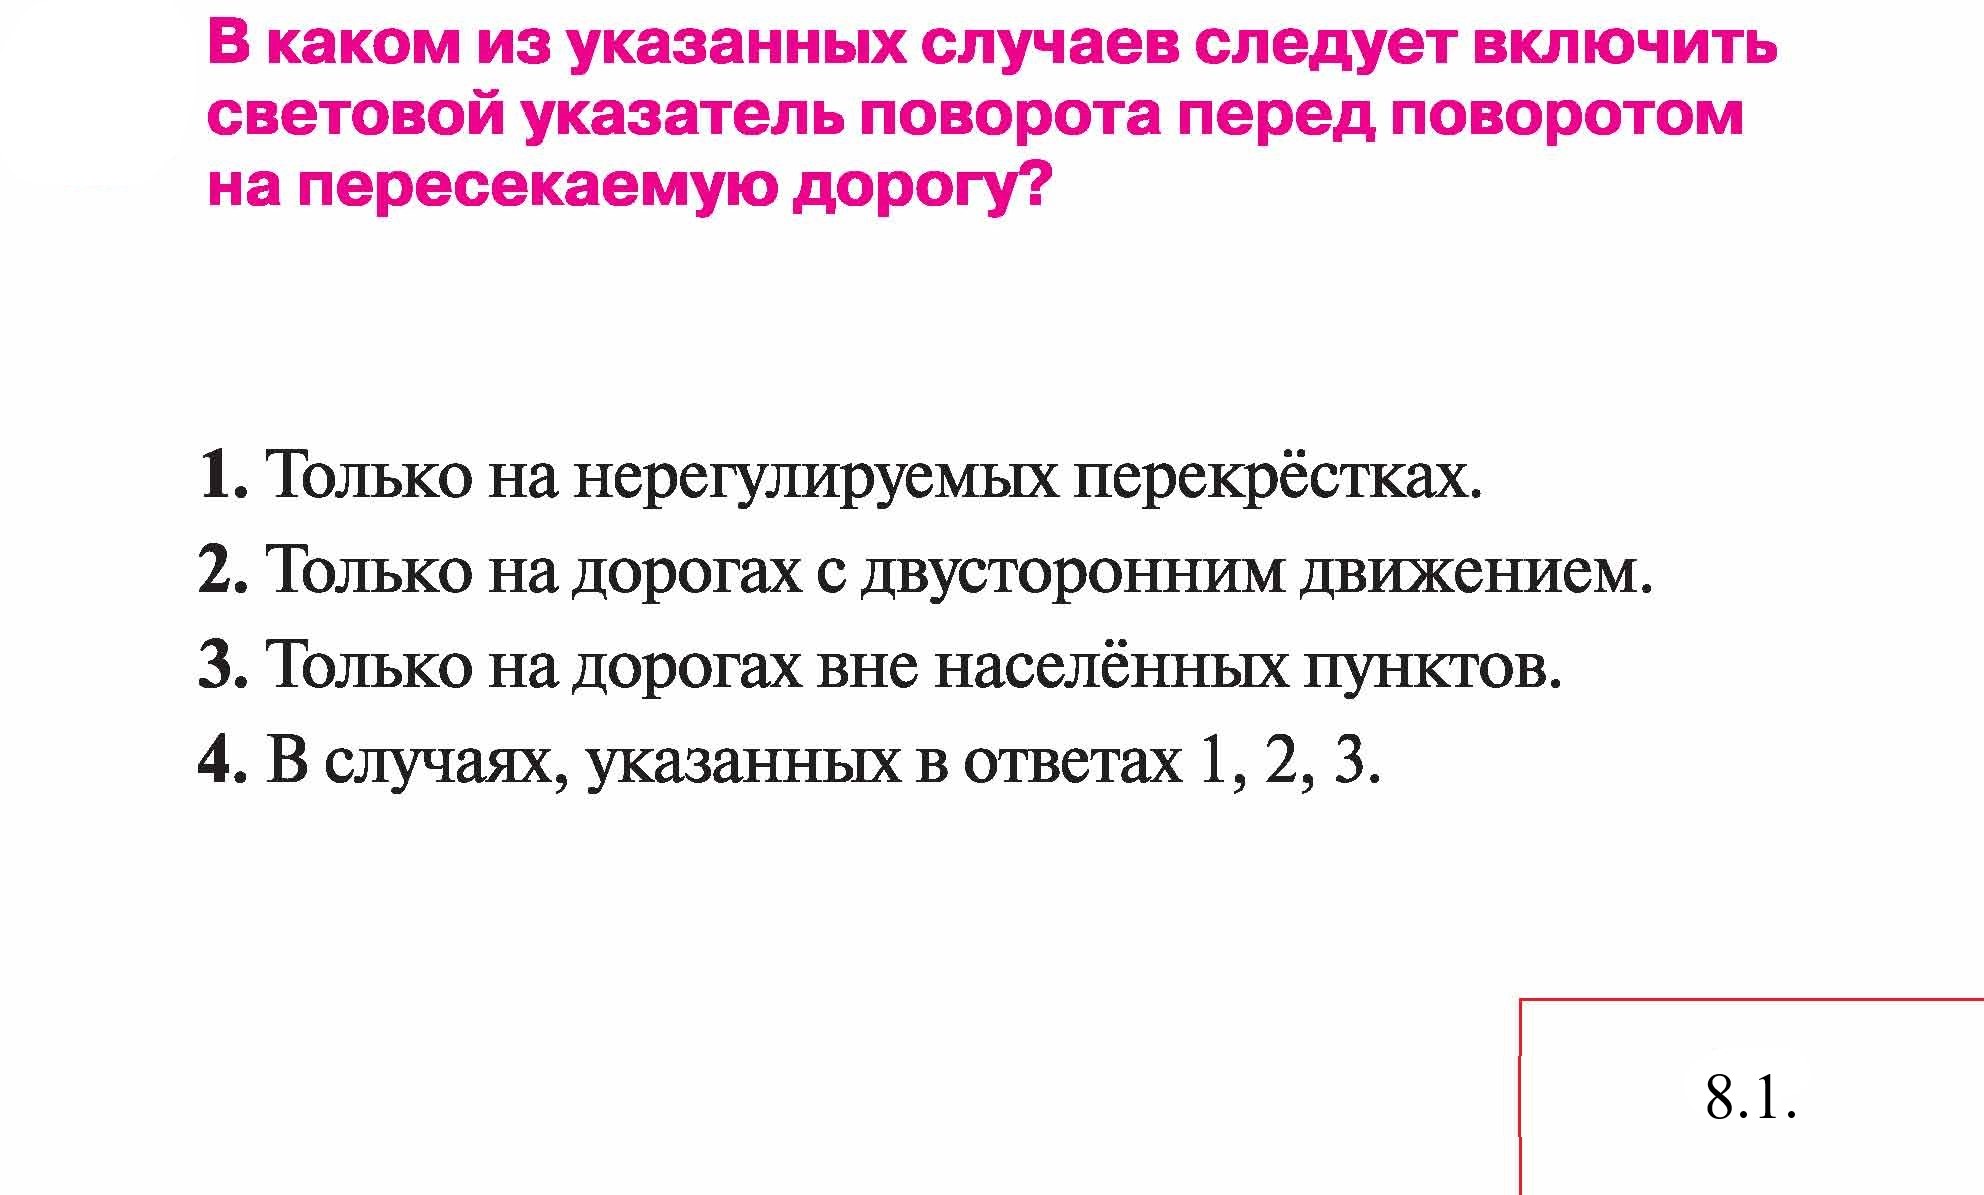 В каком из указанных случаев следует включить
световой указатель поворота перед поворотом
на пересекаемую дорогу?
1. Только на нерегулируемых перекрёстках.
2. Только на дорогах с двусторонним движением.
3. Только на дорогах вне населённых пунктов.
4. В случаях, указанных в ответах 1, 2, 3.
8.1.